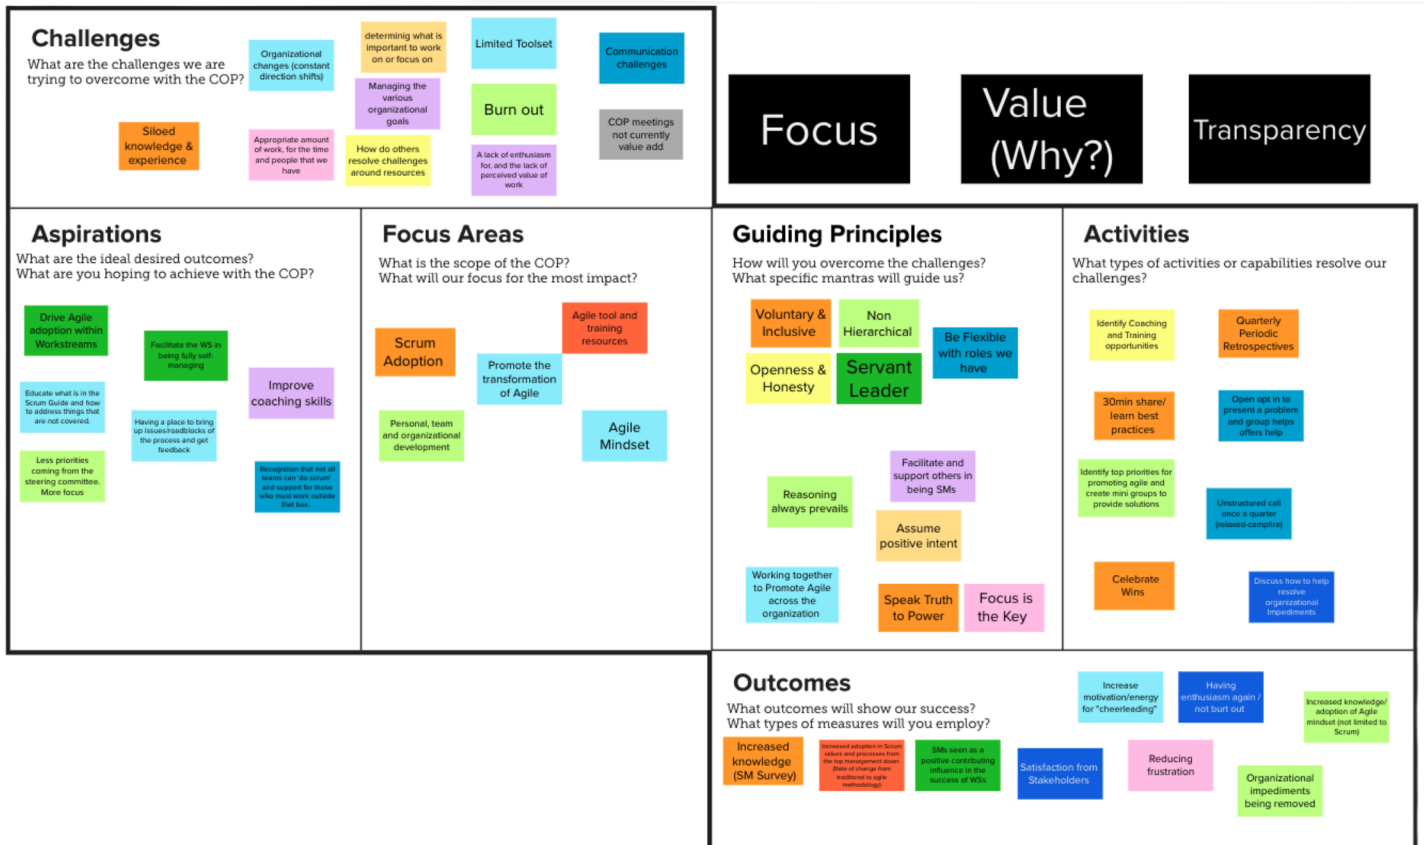 Challenges
What are the challenges we are
trying to overcome with the COP?
Organizational
changes (constant
direction shifts)
determinig what is
important to work
on or focus on
Limited Toolset
Communication
challenges
Managing the
various
organizational
goals
Burn out
COP meetings
not currently
value add
Siloed
knowledge &
experience
Appropriate amount
of work, for the time
and people that we
have
How do others
resolve challenges
around resources
A lack of enthusiasm
for, and the lack of
perceived value of
work
Focus
Value
(Why?)
Transparency
Aspirations
What are the ideal desired outcomes?
What are you hoping to achieve with the COP?
Drive Agile
adoption within
Workstreams
Facilitate the WS in
being fully self-
managing
Improve
coaching skills
Educate what is in the
Scrum Guide and how
to address things that
are not covered.
Having a place to bring
up issues/roadblocks of
the process and get
feedback
Less priorities
coming from the
steering committee.
More focus
Recognition that not all
teams can 'do scrum'
and support for those
who must work outside
that box.
Focus Areas
What is the scope of the COP?
What will our focus for the most impact?
Scrum
Adoption
Agile tool and
training
resources
Promote the
transformation
of Agile
Personal, team
and organizational
development
Agile
Mindset
Guiding Principles
How will you overcome the challenges?
What specific mantras will guide us?
Voluntary &
Inclusive
Non
Hierarchical
Be Flexible
with roles we
have
Openness &
Honesty
Servant
Leader
Facilitate and
support others in
being SMs
Reasoning
always prevails
Assume
positive intent
Working together
to Promote Agile
across the
organization
Speak Truth
to Power
Focus is
the Key
Activities
What types of activities or capabilities resolve our
challenges?
Identify Coaching
and Training
opportunities
Quarterly
Periodic
Retrospectives
30min share/
learn best
practices
Open opt in to
present a problem
and group helps
offers help
Identify top priorities for
promoting agile and
create mini groups to
provide solutions
Unstructured call
once a quarter
(relaxed-campfire)
Celebrate
Wins
Discuss how to help
resolve
organizational
Impediments
Outcomes
What outcomes will show our success?
What types of measures will you employ?
Increase
motivation/energy
for "cheerleading"
Having
enthusiasm again /
not burt out
Increased knowledge/
adoption of Agile
mindset (not limited to
Scrum)
Increased
knowledge
(SM Survey)
Increased adoption in Scrum
values and processes from
the top management down.
(Rate of change from
traditional to agile
methodology)
SMs seen as a
positive contributing
influence in the
success of WSs
Satisfaction from
Stakeholders
Reducing
frustration
Organizational
impediments
being removed